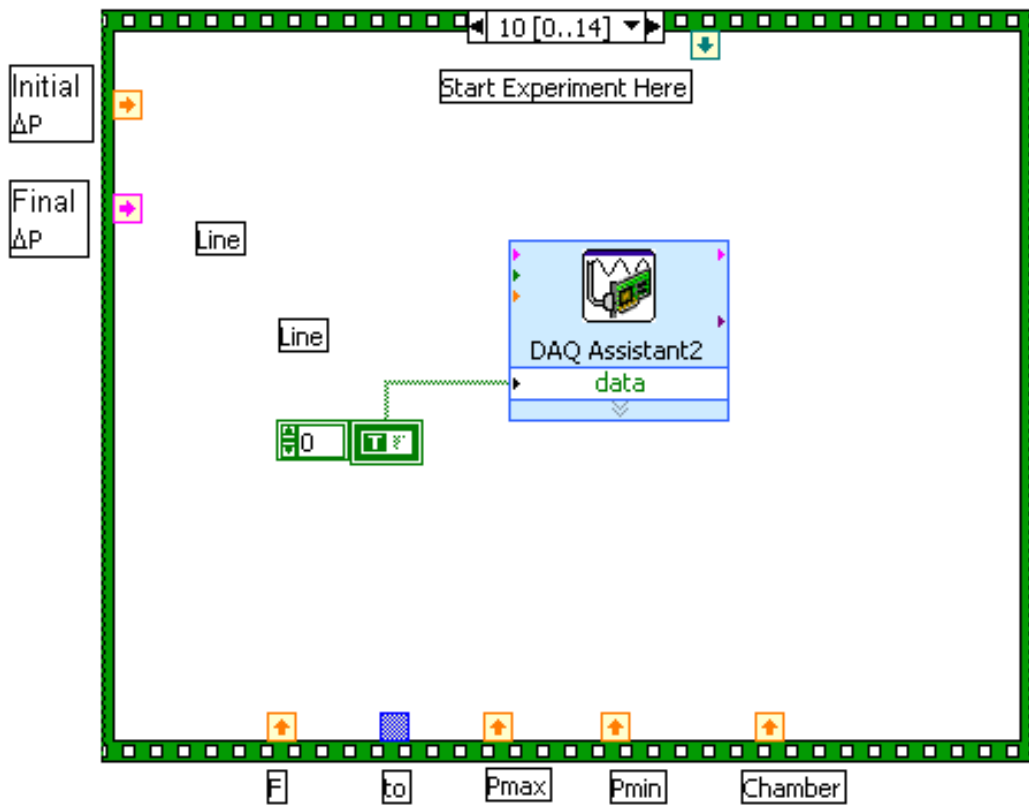 10 [0..14]
Start Experiment Here
Initial
ΔP
Final
ΔP
Line
Line
DAQ Assistant2
data
0
T
F
to
Pmax
Pmin
Chamber